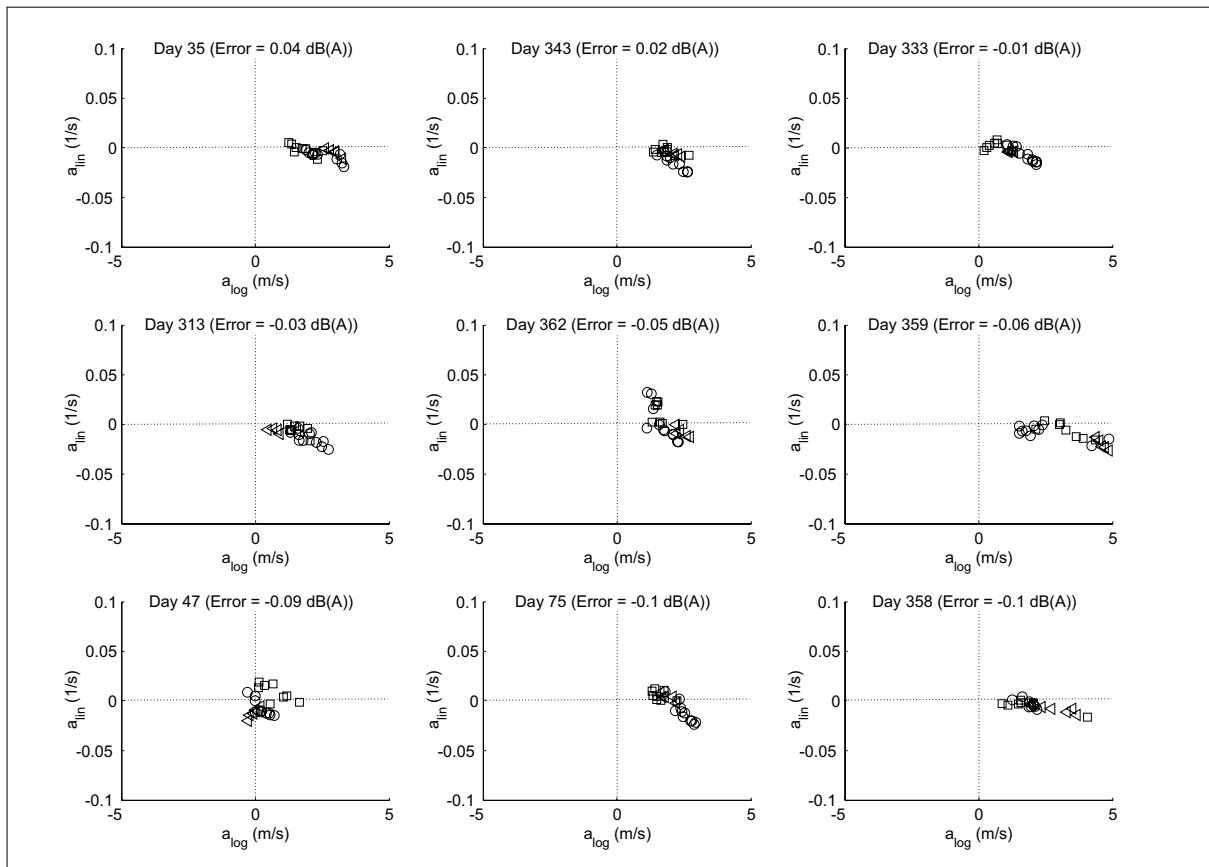 Day 35 (Error = 0.04 dB(A))
0.1
0.05
0
-0.05
-0.1
a_lin (1/s)
-5 0 5
a_log (m/s)
Day 343 (Error = 0.02 dB(A))
0.1
0.05
0
-0.05
-0.1
a_lin (1/s)
-5 0 5
a_log (m/s)
Day 333 (Error = -0.01 dB(A))
0.1
0.05
0
-0.05
-0.1
a_lin (1/s)
-5 0 5
a_log (m/s)
Day 313 (Error = -0.03 dB(A))
0.1
0.05
0
-0.05
-0.1
a_lin (1/s)
-5 0 5
a_log (m/s)
Day 362 (Error = -0.05 dB(A))
0.1
0.05
0
-0.05
-0.1
a_lin (1/s)
-5 0 5
a_log (m/s)
Day 359 (Error = -0.06 dB(A))
0.1
0.05
0
-0.05
-0.1
a_lin (1/s)
-5 0 5
a_log (m/s)
Day 47 (Error = -0.09 dB(A))
0.1
0.05
0
-0.05
-0.1
a_lin (1/s)
-5 0 5
a_log (m/s)
Day 75 (Error = -0.1 dB(A))
0.1
0.05
0
-0.05
-0.1
a_lin (1/s)
-5 0 5
a_log (m/s)
Day 358 (Error = -0.1 dB(A))
0.1
0.05
0
-0.05
-0.1
a_lin (1/s)
-5 0 5
a_log (m/s)